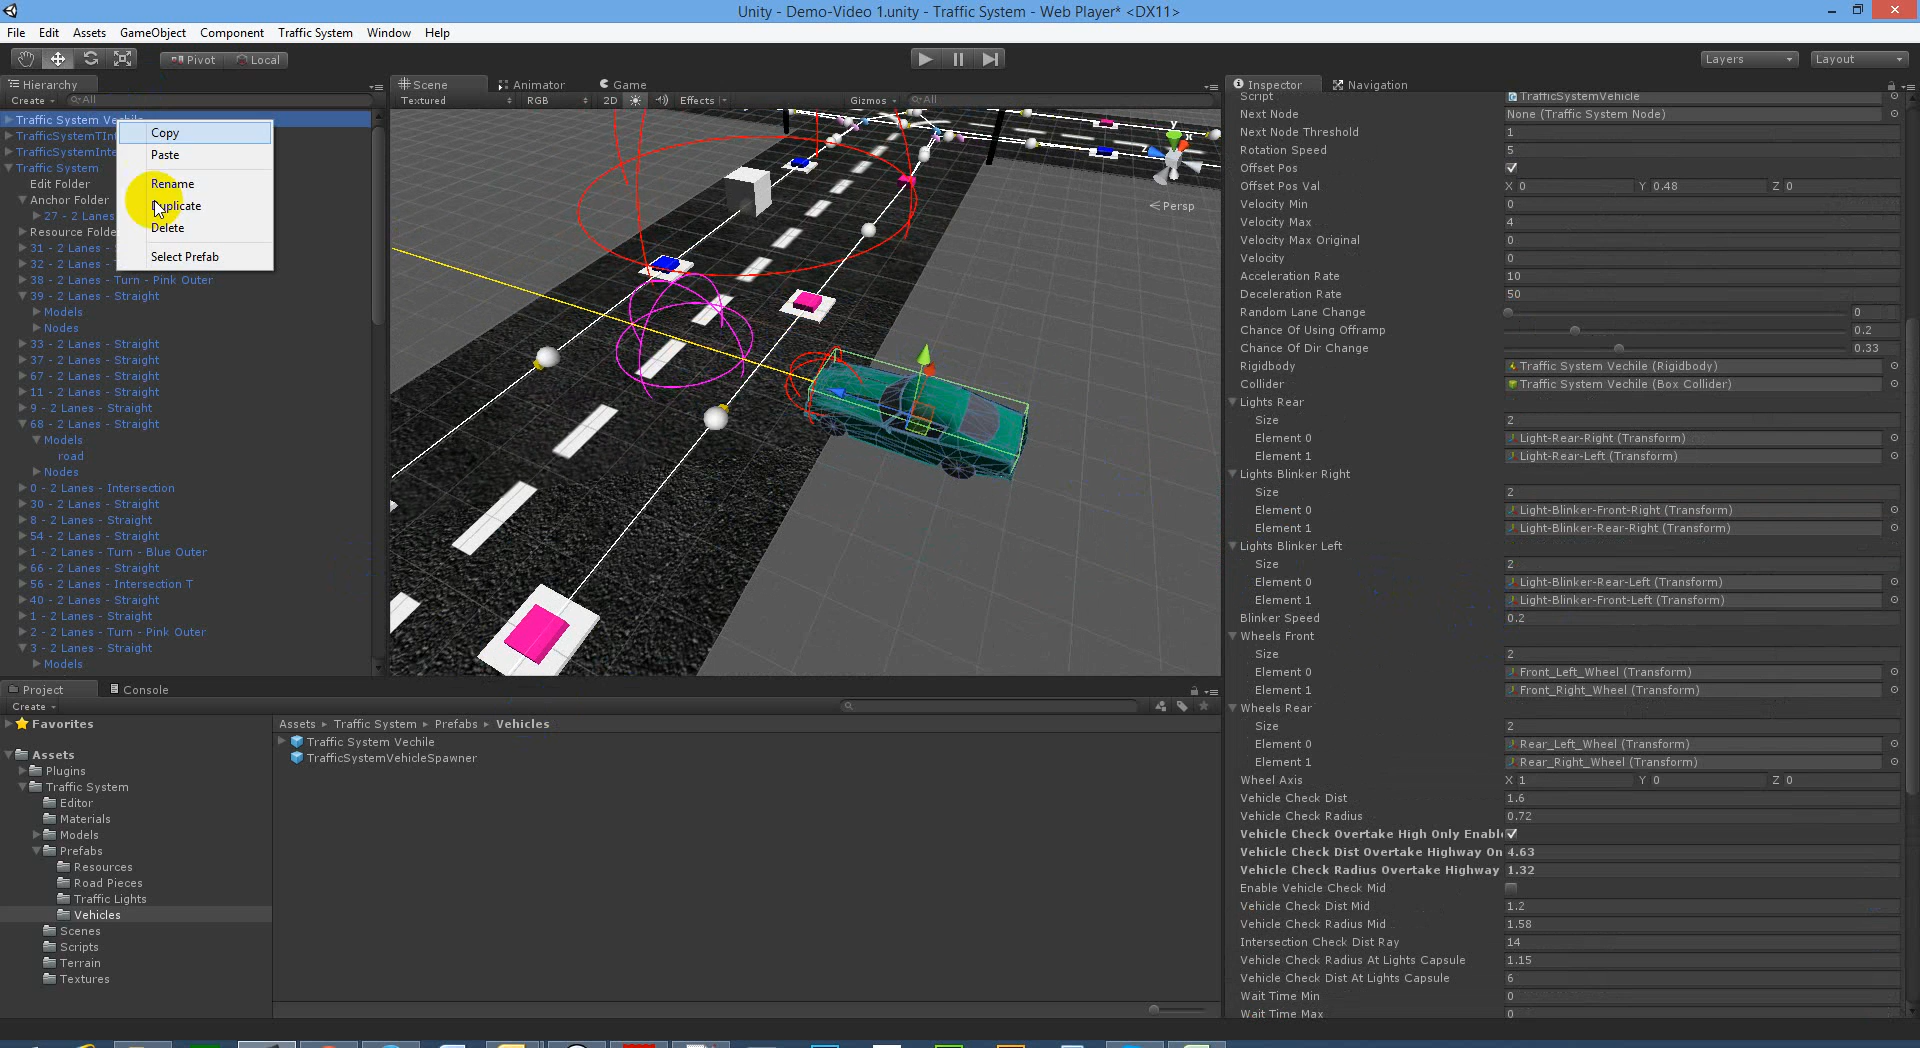 Unity - Demo-Video 1.unity - Traffic System - Web Player* <DX11>
File Edit Assets GameObject Component Traffic System Window Help
Pivot Local Layers Layout
Hierarchy
Create All
Traffic System Vechile
TrafficSystemTInt
TrafficSystemInte
Traffic System
Edit Folder
Anchor Folder
27 - 2 Lanes
Resource Folde
31 - 2 Lanes -
32 - 2 Lanes -
38 - 2 Lanes - Turn - Pink Outer
39 - 2 Lanes - Straight
Models
Nodes
33 - 2 Lanes - Straight
37 - 2 Lanes - Straight
67 - 2 Lanes - Straight
11 - 2 Lanes - Straight
9 - 2 Lanes - Straight
68 - 2 Lanes - Straight
Models
road
Nodes
0 - 2 Lanes - Intersection
30 - 2 Lanes - Straight
8 - 2 Lanes - Straight
54 - 2 Lanes - Straight
1 - 2 Lanes - Turn - Blue Outer
66 - 2 Lanes - Straight
56 - 2 Lanes - Intersection T
40 - 2 Lanes - Straight
1 - 2 Lanes - Straight
2 - 2 Lanes - Turn - Pink Outer
3 - 2 Lanes - Straight
Models
Copy
Paste
Rename
Duplicate
Delete
Select Prefab
Scene Animator Game
Textured RGB 2D Effects Gizmos All
y
x
z
Persp
Inspector Navigation
Script TrafficSystemVehicle
Next Node None (Traffic System Node)
Next Node Threshold 1
Rotation Speed 5
Offset Pos
Offset Pos Val X 0 Y 0.48 Z 0
Velocity Min 0
Velocity Max 4
Velocity Max Original 0
Velocity 0
Acceleration Rate 10
Deceleration Rate 50
Random Lane Change 0
Chance Of Using Offramp 0.2
Chance Of Dir Change 0.33
Rigidbody Traffic System Vechile (Rigidbody)
Collider Traffic System Vechile (Box Collider)
Lights Rear
Size 2
Element 0 Light-Rear-Right (Transform)
Element 1 Light-Rear-Left (Transform)
Lights Blinker Right
Size 2
Element 0 Light-Blinker-Front-Right (Transform)
Element 1 Light-Blinker-Rear-Right (Transform)
Lights Blinker Left
Size 2
Element 0 Light-Blinker-Rear-Left (Transform)
Element 1 Light-Blinker-Front-Left (Transform)
Blinker Speed 0.2
Wheels Front
Size 2
Element 0 Front_Left_Wheel (Transform)
Element 1 Front_Right_Wheel (Transform)
Wheels Rear
Size 2
Element 0 Rear_Left_Wheel (Transform)
Element 1 Rear_Right_Wheel (Transform)
Wheel Axis X 1 Y 0 Z 0
Vehicle Check Dist 1.6
Vehicle Check Radius 0.72
Vehicle Check Overtake High Only Enabl
Vehicle Check Dist Overtake Highway On 4.63
Vehicle Check Radius Overtake Highway 1.32
Enable Vehicle Check Mid
Vehicle Check Dist Mid 1.2
Vehicle Check Radius Mid 1.58
Intersection Check Dist Ray 14
Vehicle Check Radius At Lights Capsule 1.15
Vehicle Check Dist At Lights Capsule 6
Wait Time Min 0
Wait Time Max 0
Project Console
Create
Favorites
Assets
Plugins
Traffic System
Editor
Materials
Models
Prefabs
Resources
Road Pieces
Traffic Lights
Vehicles
Scenes
Scripts
Terrain
Textures
Assets Traffic System Prefabs Vehicles
Traffic System Vechile
TrafficSystemVehicleSpawner